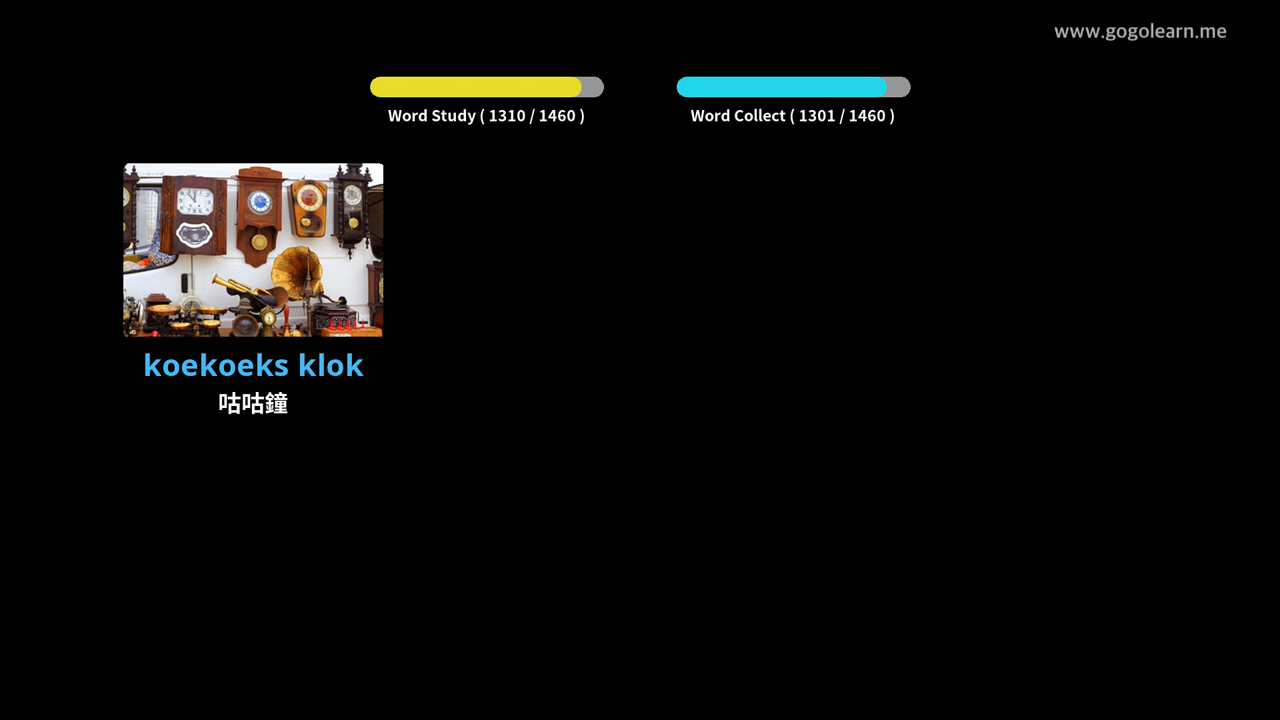 www.gogolearn.me
Word Study ( 1310 / 1460 )
Word Collect ( 1301 / 1460 )
koekoeks klok
咕咕鐘